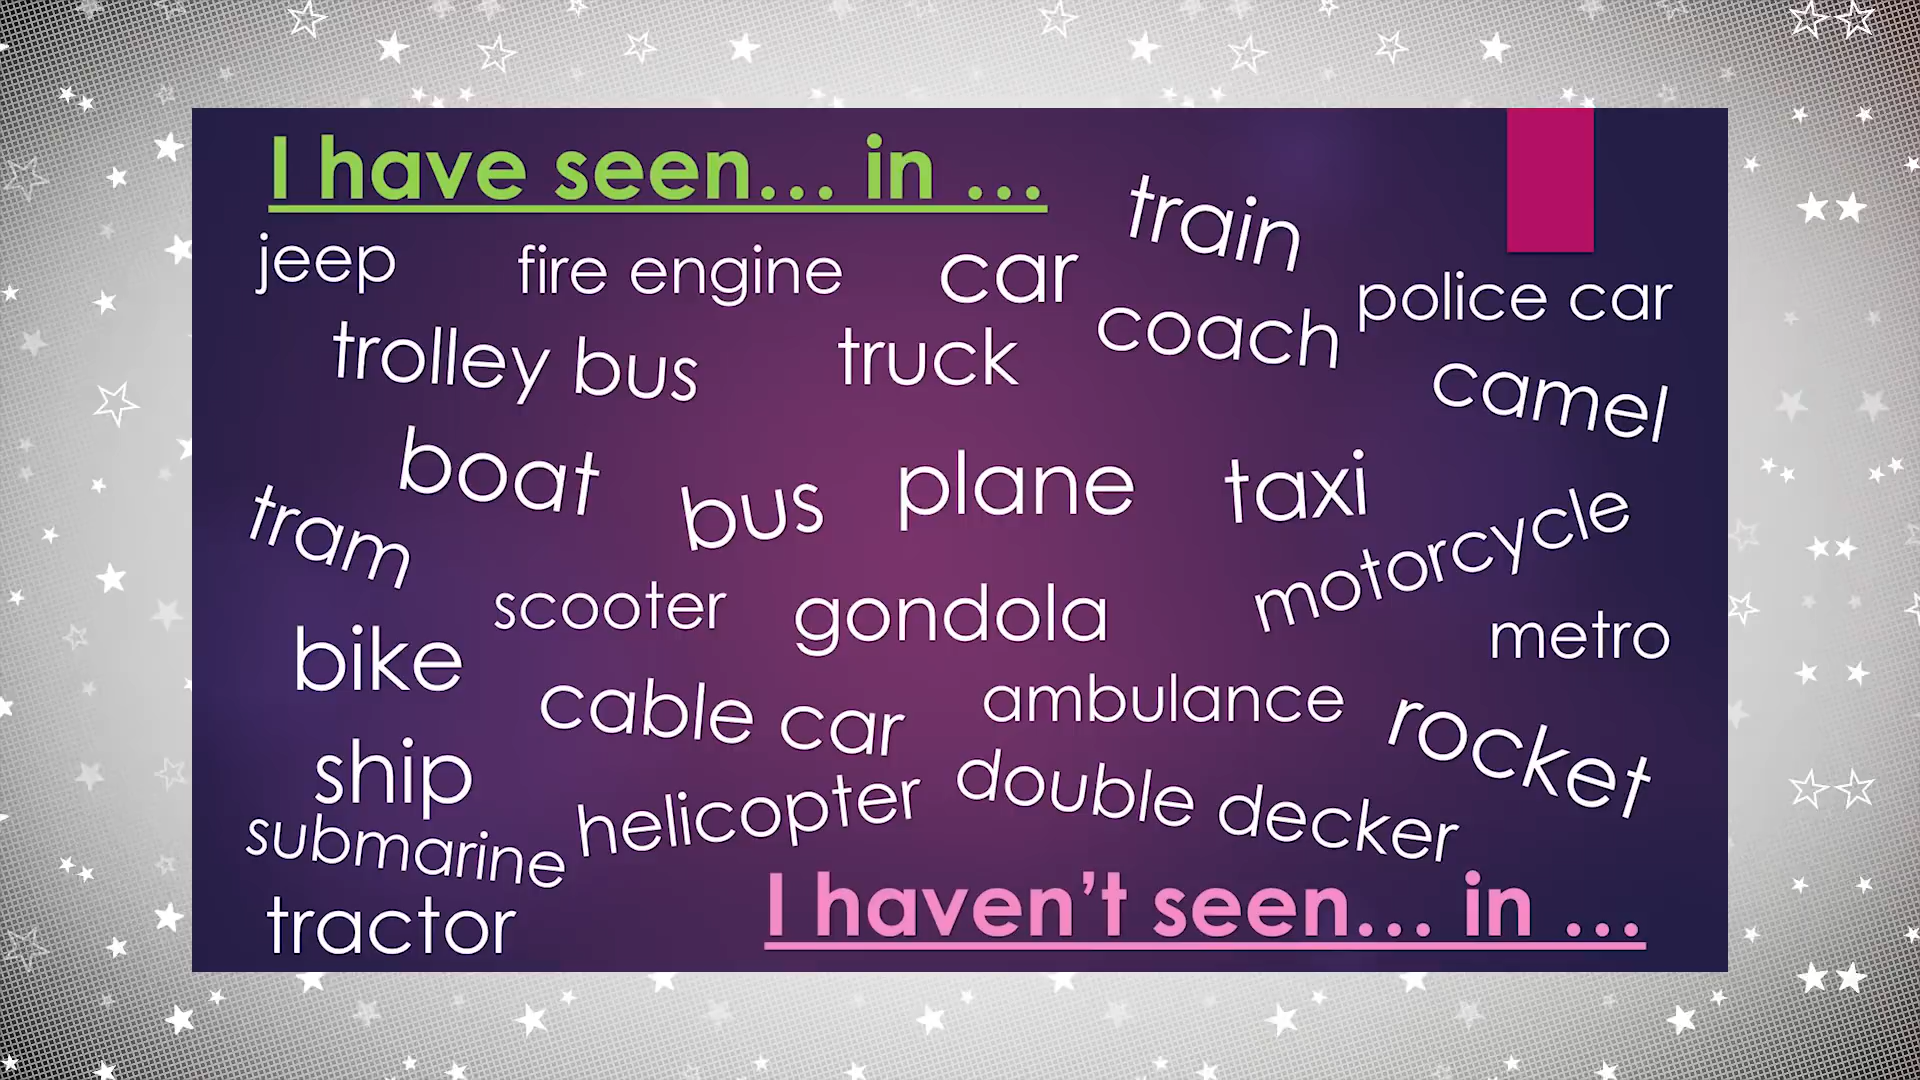 I have seen... in ...
train
jeep
fire engine
car
police car
coach
trolley bus
truck
camel
boat
bus
plane
taxi
tram
motorcycle
scooter
gondola
metro
bike
cable car
ambulance
rocket
ship
helicopter
double decker
submarine
tractor
I haven't seen... in ...